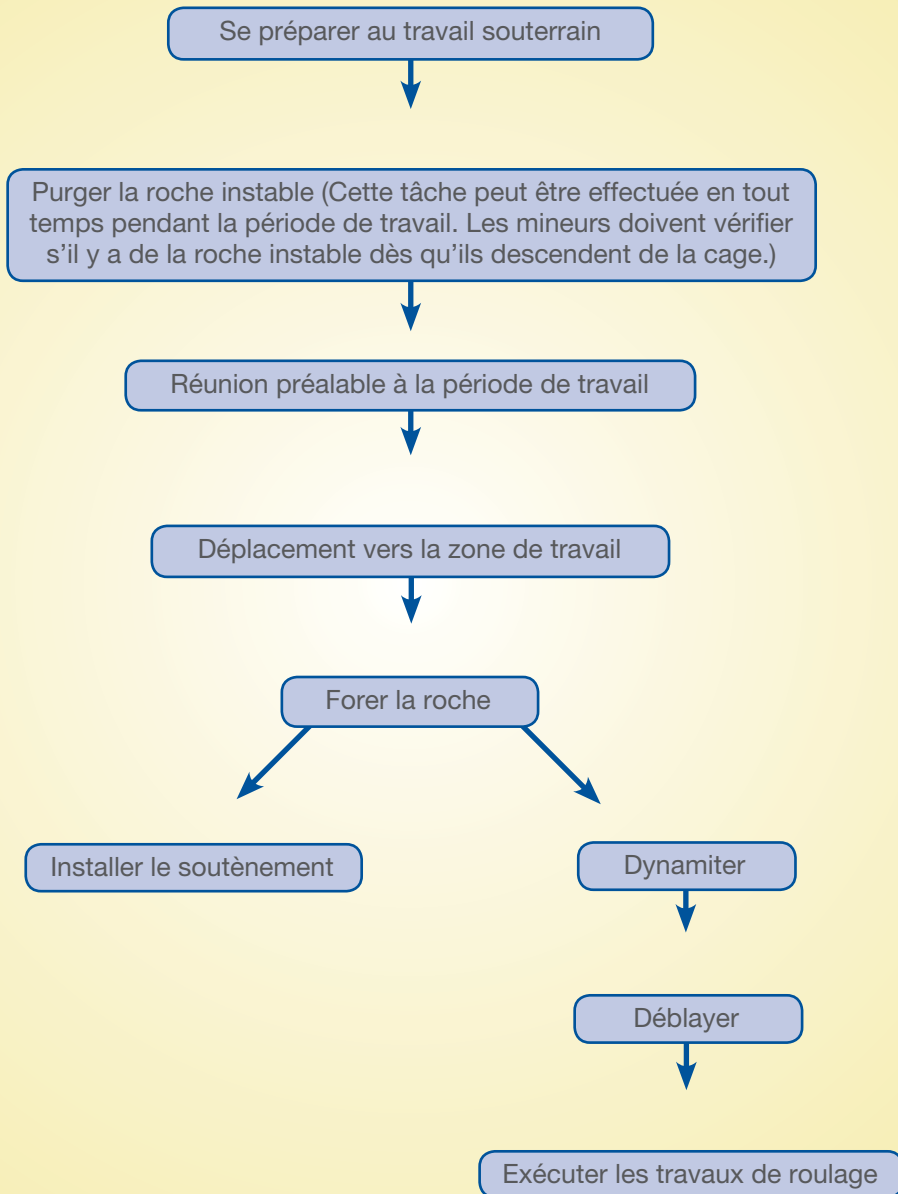 Se préparer au travail souterrain
Purger la roche instable (Cette tâche peut être effectuée en tout
temps pendant la période de travail. Les mineurs doivent vérifier
s’il y a de la roche instable dès qu’ils descendent de la cage.)
Réunion préalable à la période de travail
Déplacement vers la zone de travail
Forer la roche
Installer le soutènement
Dynamiter
Déblayer
Exécuter les travaux de roulage